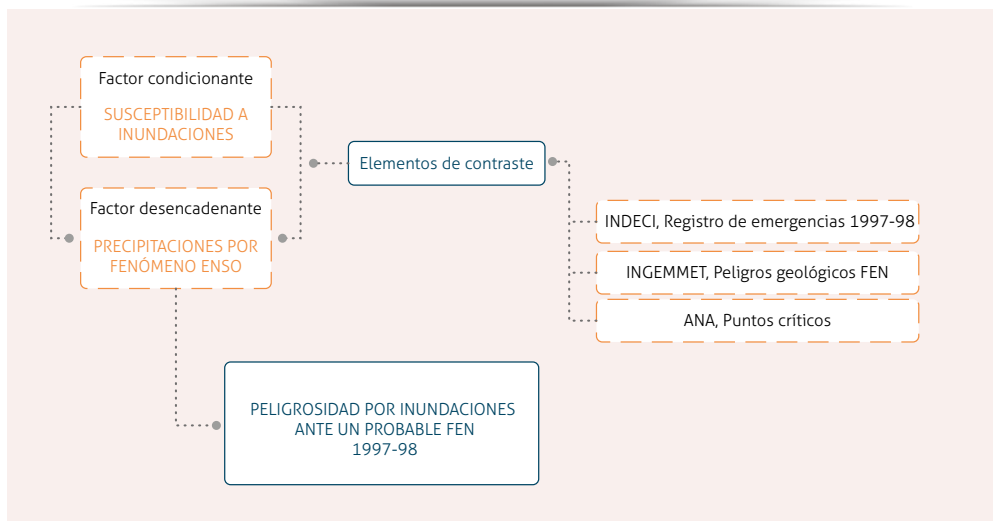 Factor condicionante
SUSCEPTIBILIDAD A
INUNDACIONES
Elementos de contraste
Factor desencadenante
PRECIPITACIONES POR
FENÓMENO ENSO
INDECI, Registro de emergencias 1997-98
INGEMMET, Peligros geológicos FEN
ANA, Puntos críticos
PELIGROSIDAD POR INUNDACIONES
ANTE UN PROBABLE FEN
1997-98